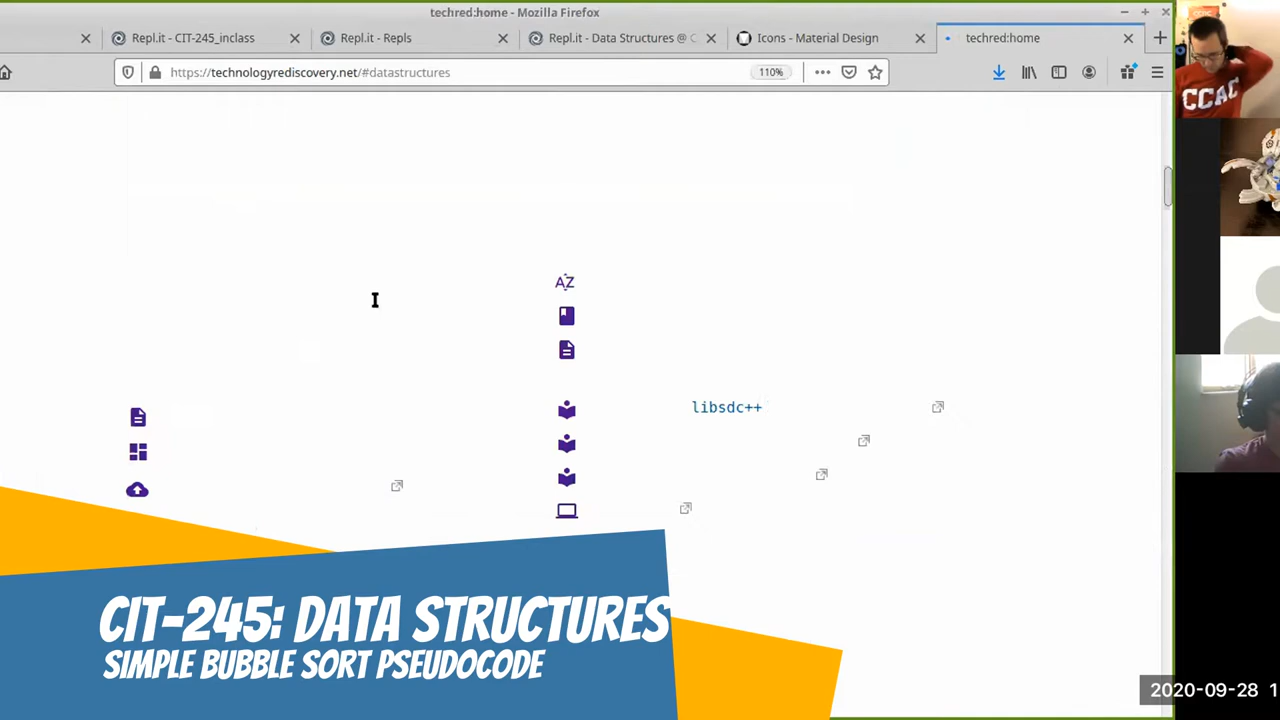 techred:home - Mozilla Firefox
Repl.it - CIT-245_inclass
Repl.it - Repls
Repl.it - Data Structures @ C
Icons - Material Design
techred:home
https://technologyrediscovery.net/#datastructures
110%
CCAC
AZ
libsdc++
CIT-245: DATA STRUCTURES
SIMPLE BUBBLE SORT PSEUDOCODE
2020-09-28 1